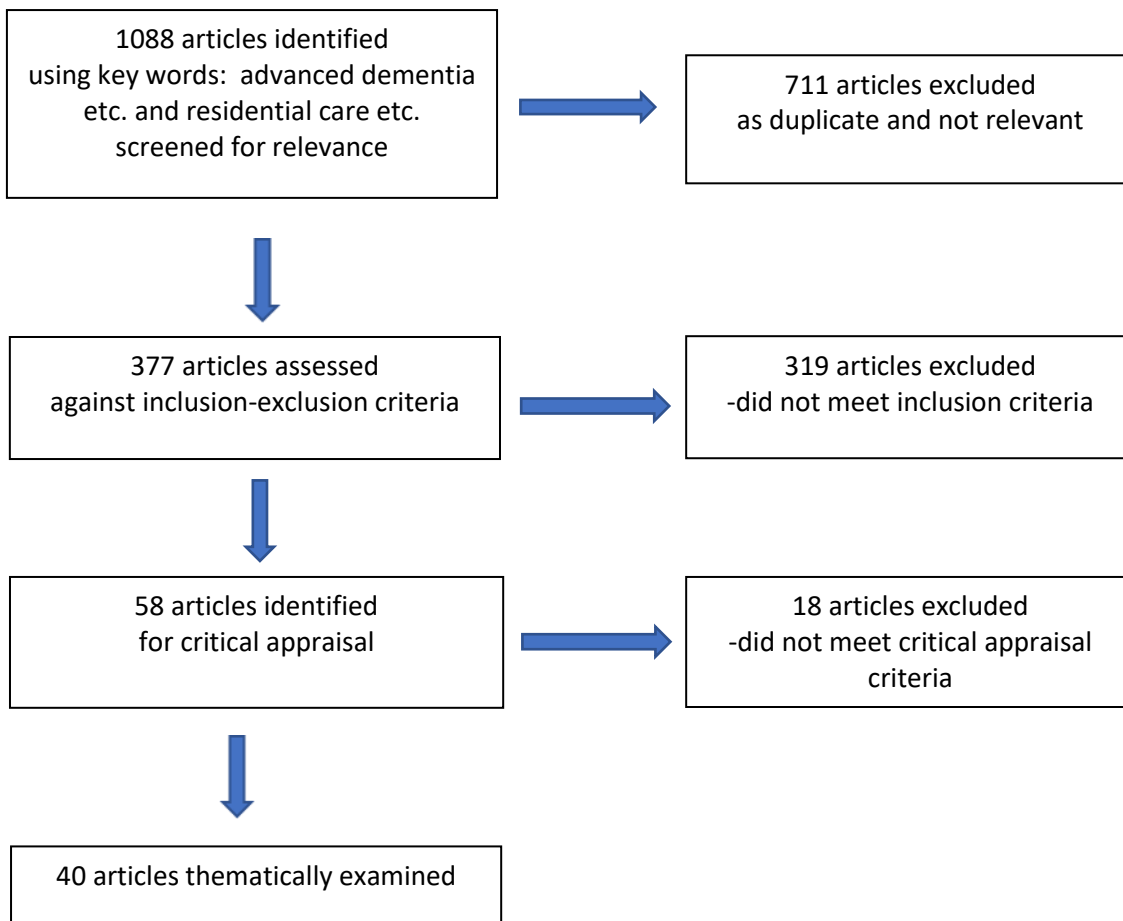 1088 articles identified
using key words:  advanced dementia
etc. and residential care etc.
screened for relevance
711 articles excluded
as duplicate and not relevant
377 articles assessed
against inclusion-exclusion criteria
319 articles excluded
-did not meet inclusion criteria
58 articles identified
for critical appraisal
18 articles excluded
-did not meet critical appraisal
criteria
40 articles thematically examined